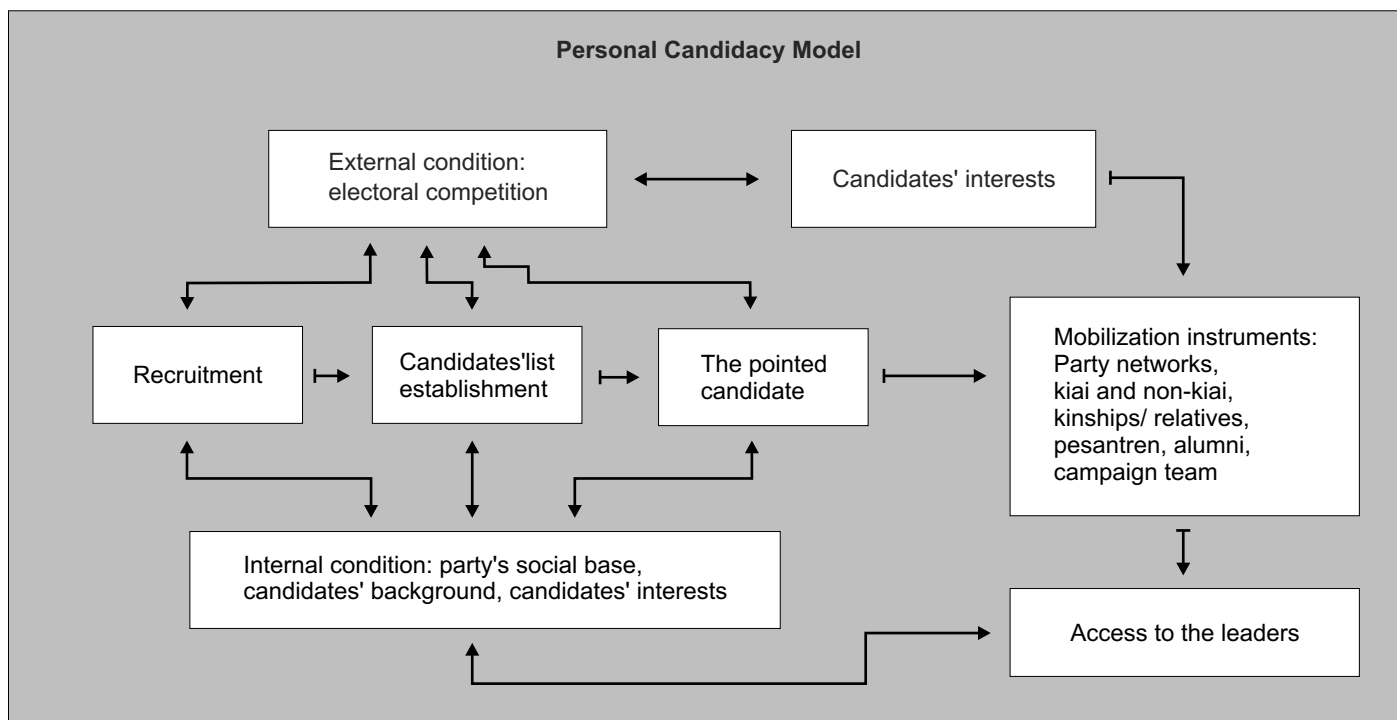 Personal Candidacy Model
External condition:
electoral competition
Candidates' interests
Recruitment
Candidates'list
establishment
The pointed
candidate
Mobilization instruments:
Party networks,
kiai and non-kiai,
kinships/ relatives,
pesantren, alumni,
campaign team
Internal condition: party's social base,
candidates' background, candidates' interests
Access to the leaders